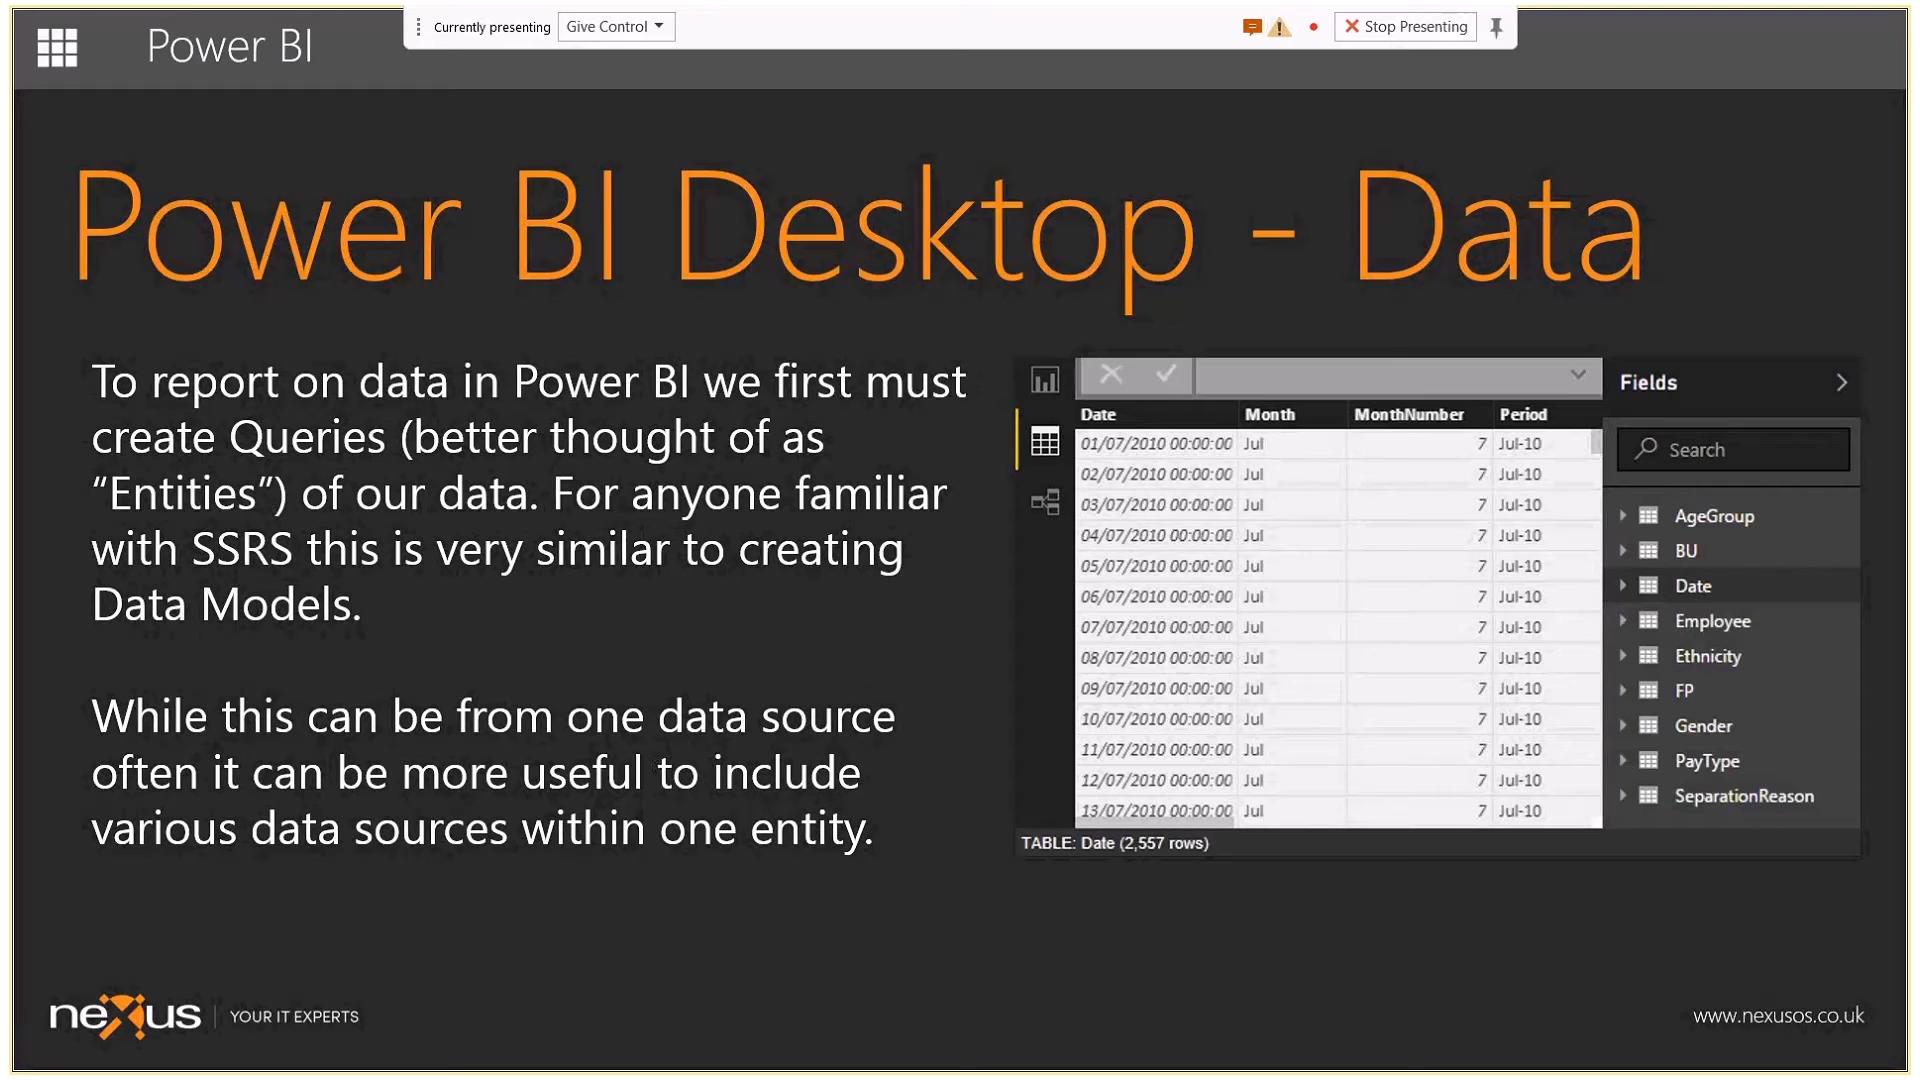 Currently presenting Give Control Stop Presenting
Power BI
Power BI Desktop - Data
To report on data in Power BI we first must
create Queries (better thought of as
“Entities”) of our data. For anyone familiar
with SSRS this is very similar to creating
Data Models.
While this can be from one data source
often it can be more useful to include
various data sources within one entity.
Date Month MonthNumber Period
01/07/2010 00:00:00 Jul 7 Jul-10
02/07/2010 00:00:00 Jul 7 Jul-10
03/07/2010 00:00:00 Jul 7 Jul-10
04/07/2010 00:00:00 Jul 7 Jul-10
05/07/2010 00:00:00 Jul 7 Jul-10
06/07/2010 00:00:00 Jul 7 Jul-10
07/07/2010 00:00:00 Jul 7 Jul-10
08/07/2010 00:00:00 Jul 7 Jul-10
09/07/2010 00:00:00 Jul 7 Jul-10
10/07/2010 00:00:00 Jul 7 Jul-10
11/07/2010 00:00:00 Jul 7 Jul-10
12/07/2010 00:00:00 Jul 7 Jul-10
13/07/2010 00:00:00 Jul 7 Jul-10
TABLE: Date (2,557 rows)
Fields
Search
AgeGroup
BU
Date
Employee
Ethnicity
FP
Gender
PayType
SeparationReason
nexus YOUR IT EXPERTS
www.nexusos.co.uk